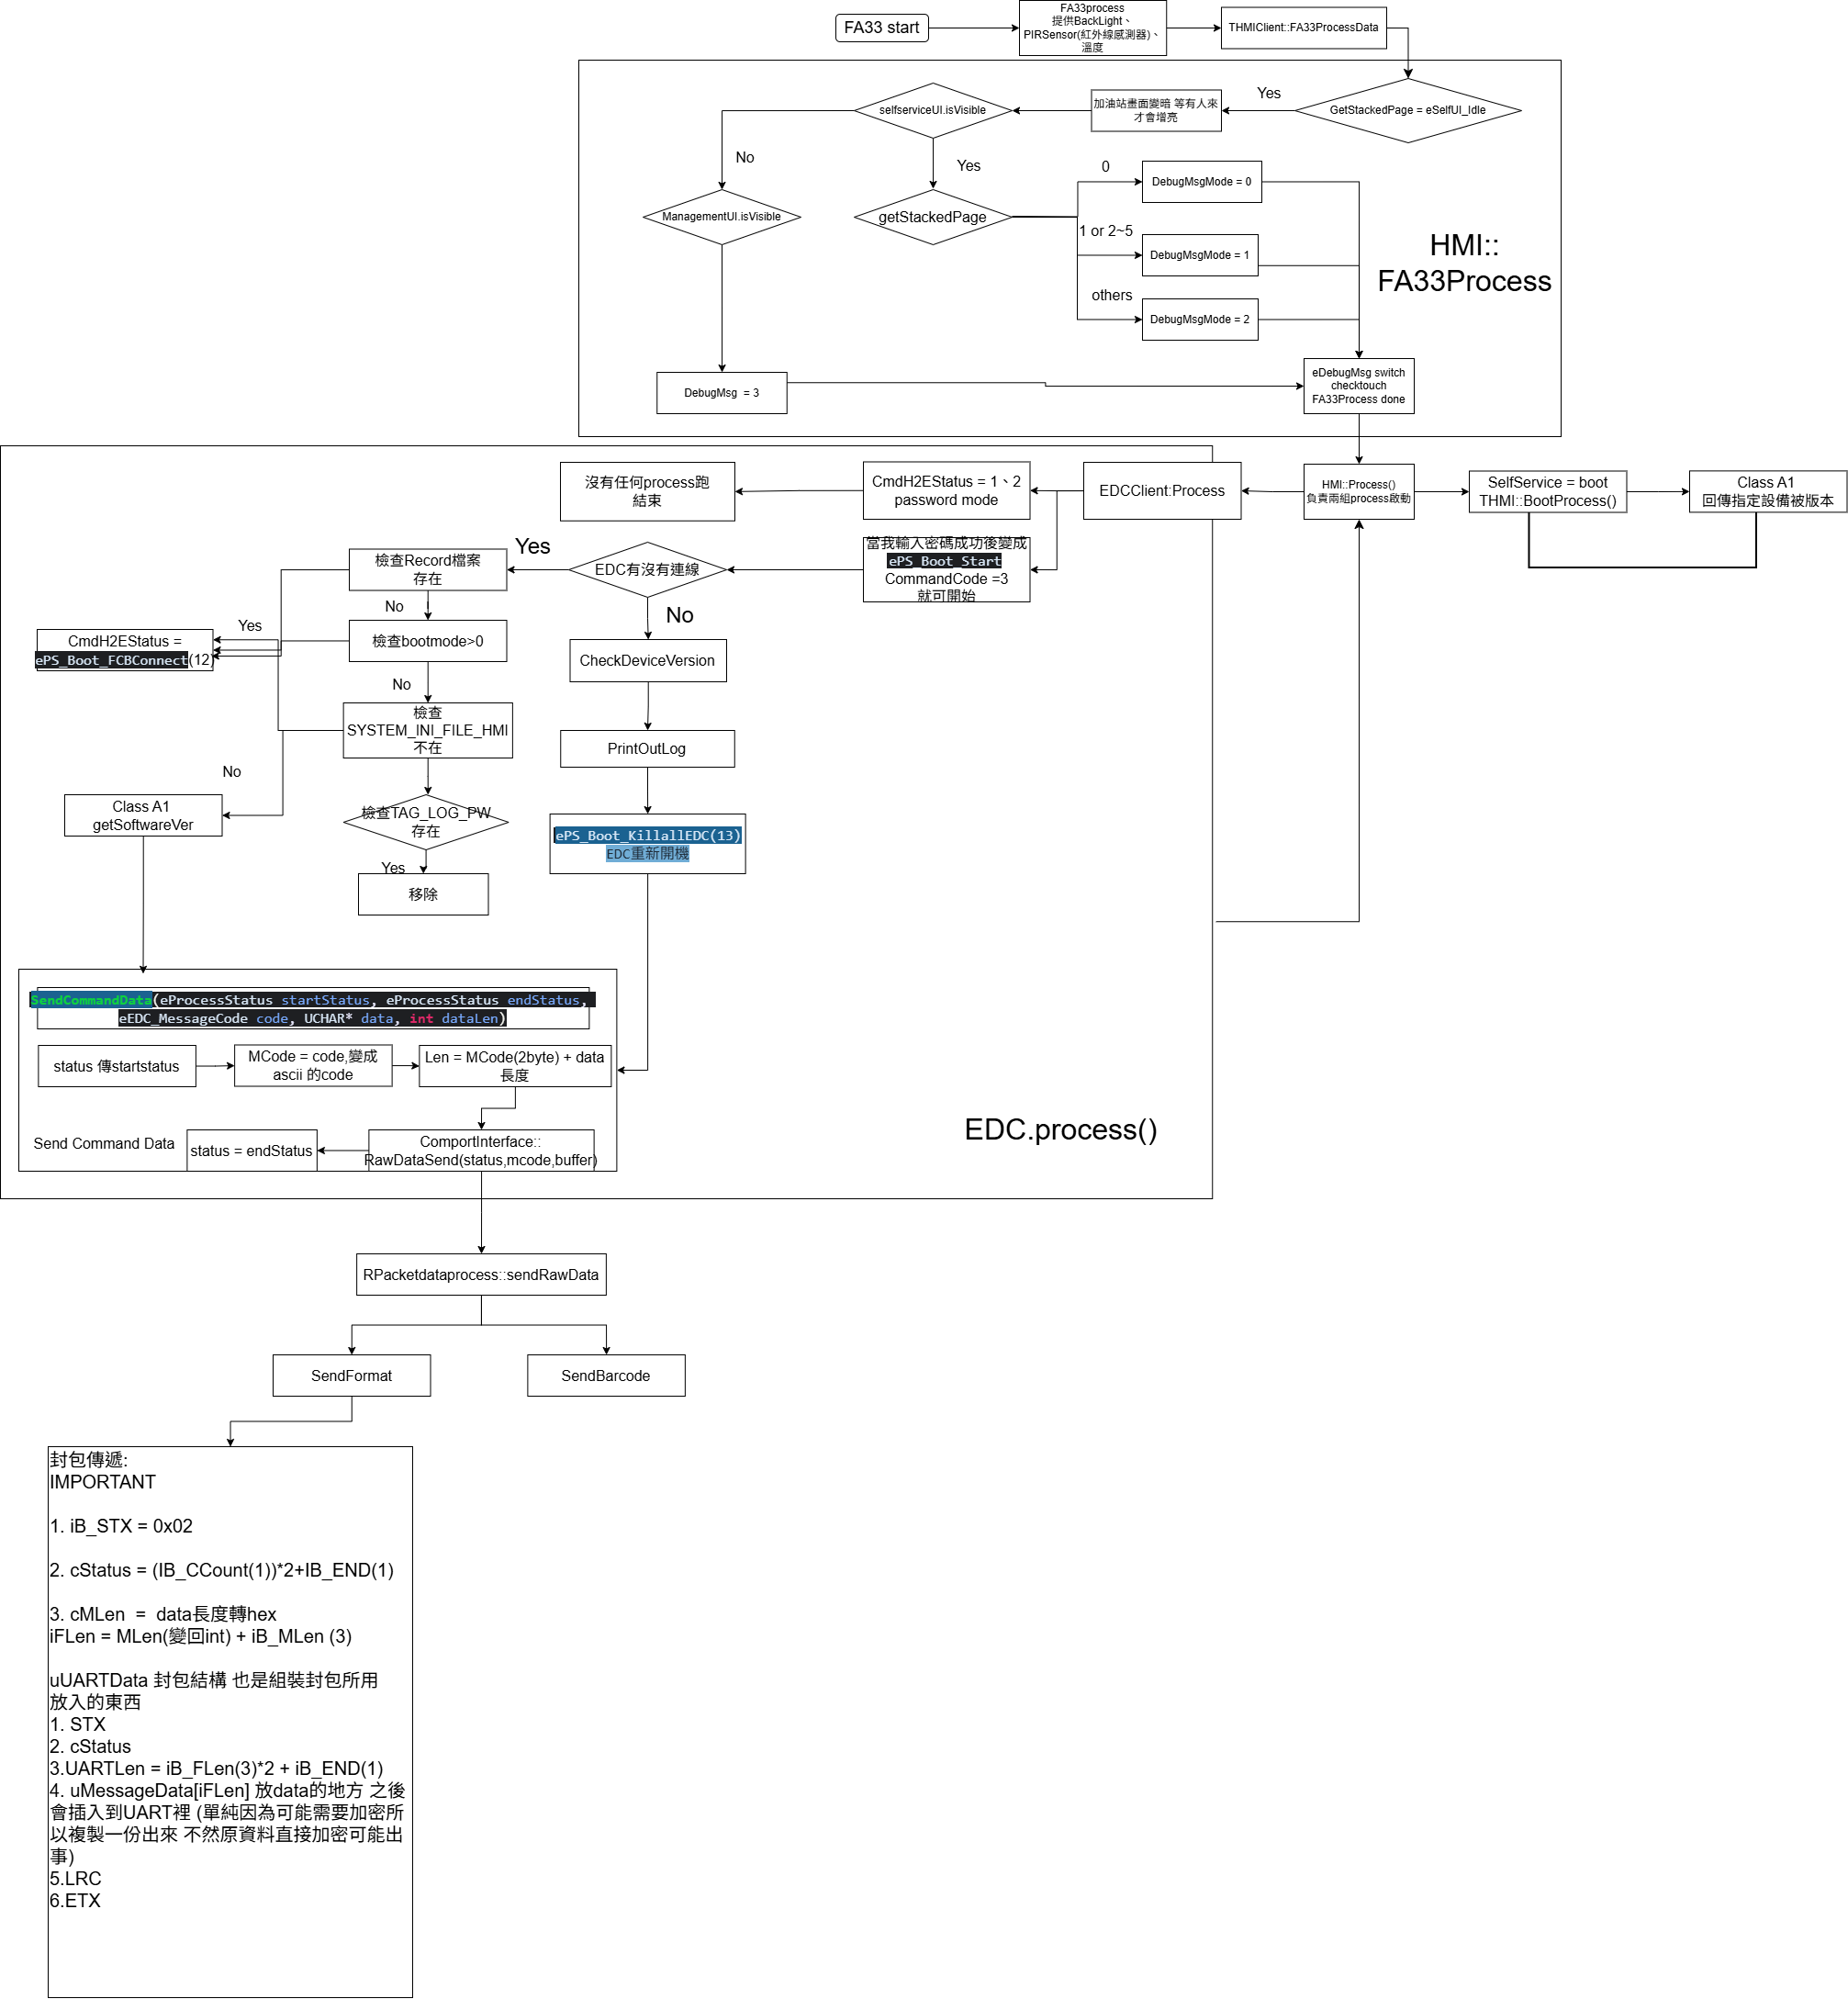 FA33 start
FA33process
提供BackLight、
PIRSensor(紅外線感測器)、
溫度
THMIClient::FA33ProcessData
GetStackedPage = eSelfUI_Idle
Yes
加油站畫面變暗 等有人來
才會增亮
selfserviceUI.isVisible
No
Yes
ManagementUI.isVisible
getStackedPage
0
DebugMsgMode = 0
1 or 2~5
DebugMsgMode = 1
others
DebugMsgMode = 2
HMI::
FA33Process
DebugMsg  = 3
eDebugMsg switch
checktouch
FA33Process done
HMI::Process()
負責兩組process啟動
SelfService = boot
THMI::BootProcess()
Class A1
回傳指定設備被版本
EDCClient:Process
CmdH2EStatus = 1、2
password mode
沒有任何process跑
結束
當我輸入密碼成功後變成
ePS_Boot_Start
CommandCode =3
就可開始
EDC有沒有連線
Yes
No
檢查Record檔案
存在
No
檢查bootmode>0
Yes
CmdH2EStatus =
ePS_Boot_FCBConnect(12)
No
檢查
SYSTEM_INI_FILE_HMI
不在
No
檢查TAG_LOG_PW
存在
Yes
移除
Class A1
getSoftwareVer
CheckDeviceVersion
PrintOutLog
ePS_Boot_KillallEDC(13)
EDC重新開機
SendCommandData(eProcessStatus startStatus, eProcessStatus endStatus,
eEDC_MessageCode code, UCHAR* data, int dataLen)
status 傳startstatus
MCode = code,變成
ascii 的code
Len = MCode(2byte) + data
長度
Send Command Data
status = endStatus
ComportInterface::
RawDataSend(status,mcode,buffer)
EDC.process()
RPacketdataprocess::sendRawData
SendFormat
SendBarcode
封包傳遞:
IMPORTANT
1. iB_STX = 0x02
2. cStatus = (IB_CCount(1))*2+IB_END(1)
3. cMLen  =  data長度轉hex
iFLen = MLen(變回int) + iB_MLen (3)
uUARTData 封包結構 也是組裝封包所用
放入的東西
1. STX
2. cStatus
3.UARTLen = iB_FLen(3)*2 + iB_END(1)
4. uMessageData[iFLen] 放data的地方 之後
會插入到UART裡 (單純因為可能需要加密所
以複製一份出來 不然原資料直接加密可能出
事)
5.LRC
6.ETX